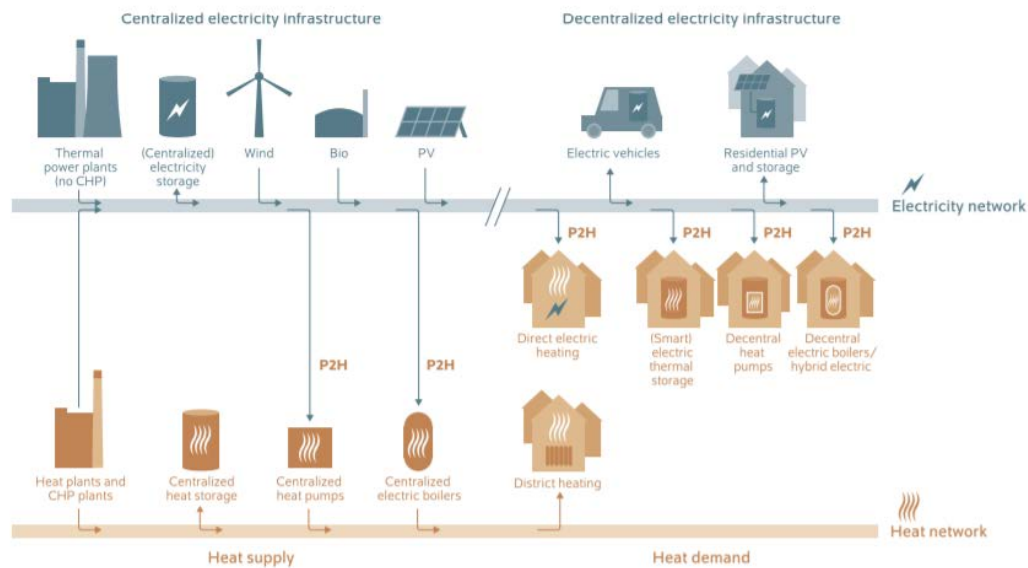 Centralized electricity infrastructure
Decentralized electricity infrastructure
Thermal
power plants
(no CHP)
(Centralized)
electricity
storage
Wind
Bio
PV
Electric vehicles
Residential PV
and storage
Electricity network
P2H
P2H
P2H
P2H
Direct electric
heating
(Smart)
electric
thermal
storage
Decentral
heat
pumps
Decentral
electric boilers/
hybrid electric
P2H
P2H
Heat plants and
CHP plants
Centralized
heat storage
Centralized
heat pumps
Centralized
electric boilers
District heating
Heat network
Heat supply
Heat demand